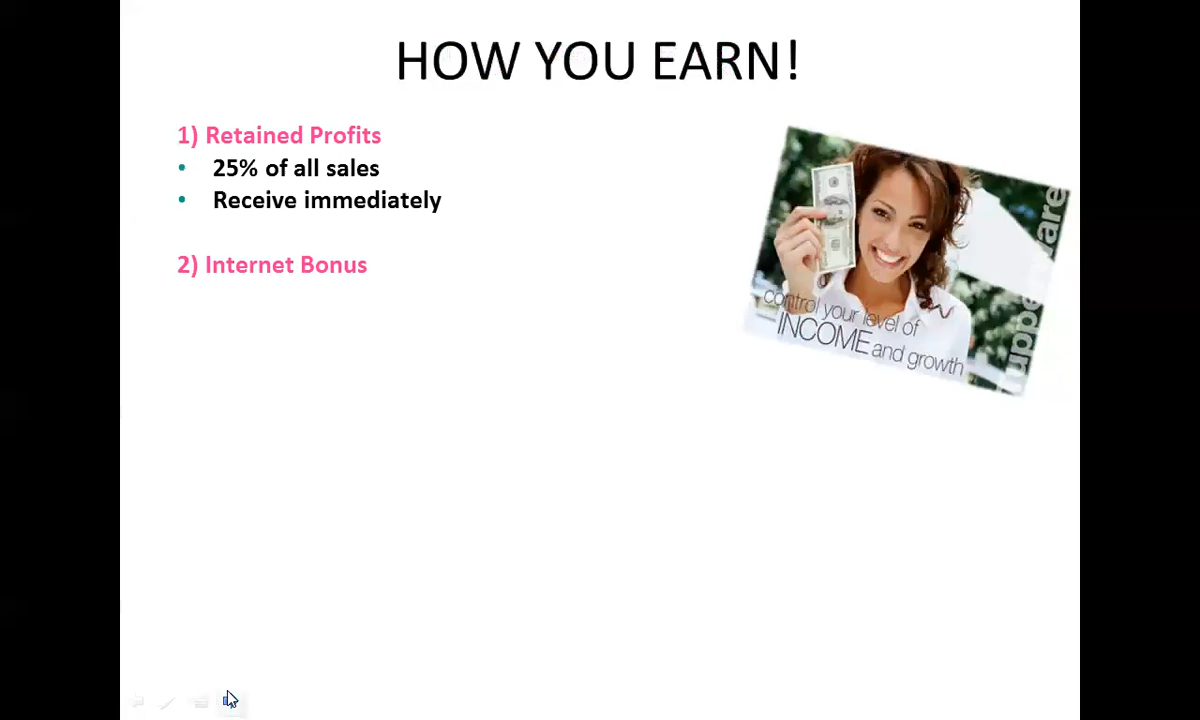 HOW YOU EARN!
1) Retained Profits
• 25% of all sales
• Receive immediately
2) Internet Bonus
control your level of
INCOME and growth
Tupperware